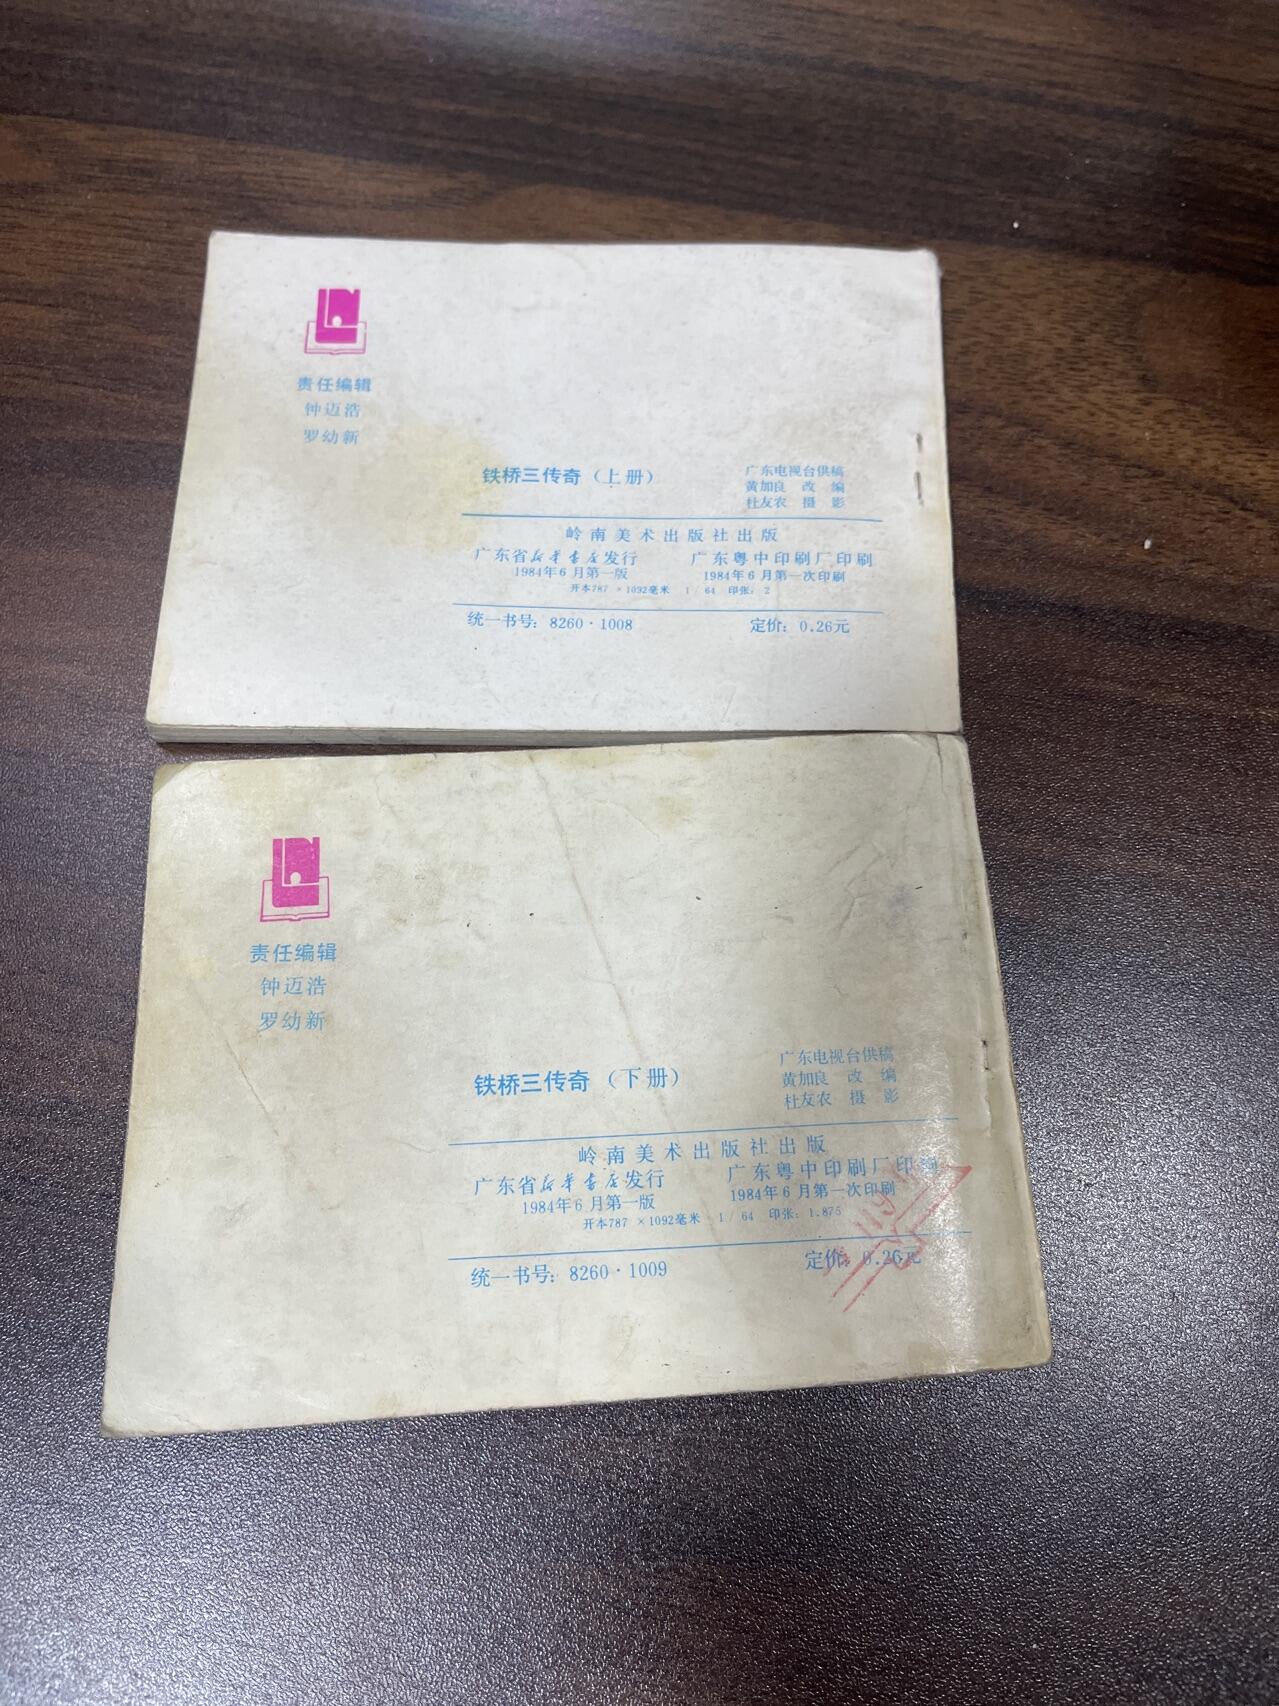 责任编辑
钟迈浩
罗幼新
铁桥三传奇（上册）
广东电视台供稿
黄加良 改 编
杜友农 摄 影
岭南美术出版社出版
广东省新华书店发行 广东粤中印刷厂印刷
1984年6月第一版 1984年6月第一次印刷
开本787×1092毫米 1/64 印张：2
统一书号：8260·1008 定价：0.26元
责任编辑
钟迈浩
罗幼新
铁桥三传奇（下册）
广东电视台供稿
黄加良 改 编
杜友农 摄 影
岭南美术出版社出版
广东省新华书店发行 广东粤中印刷厂印刷
1984年6月第一版 1984年6月第一次印刷
开本787×1092毫米 1/64 印张：1.875
统一书号：8260·1009 定价：0.26元